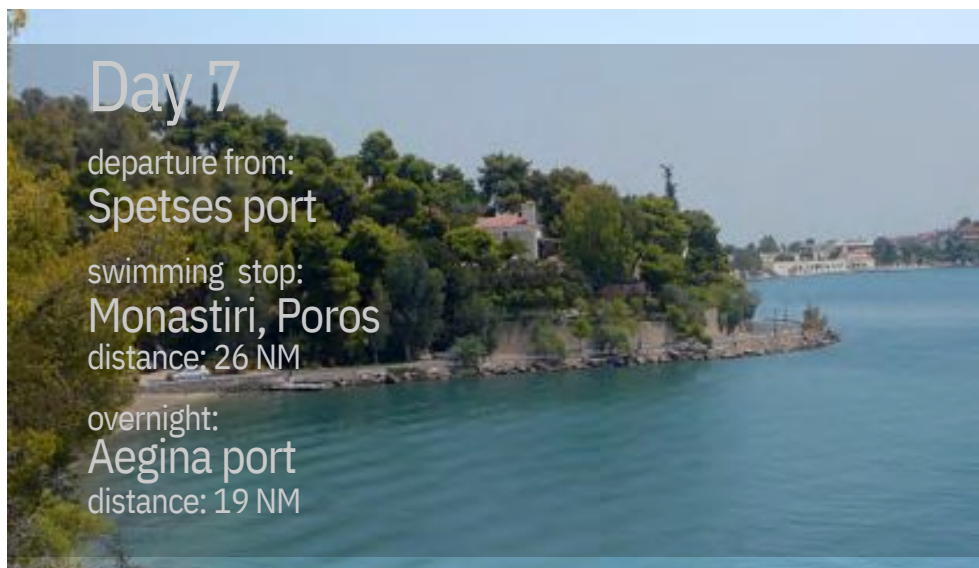 Day 7
departure from:
Spetses port
swimming stop:
Monastiri, Poros
distance: 26 NM
overnight:
Aegina port
distance: 19 NM